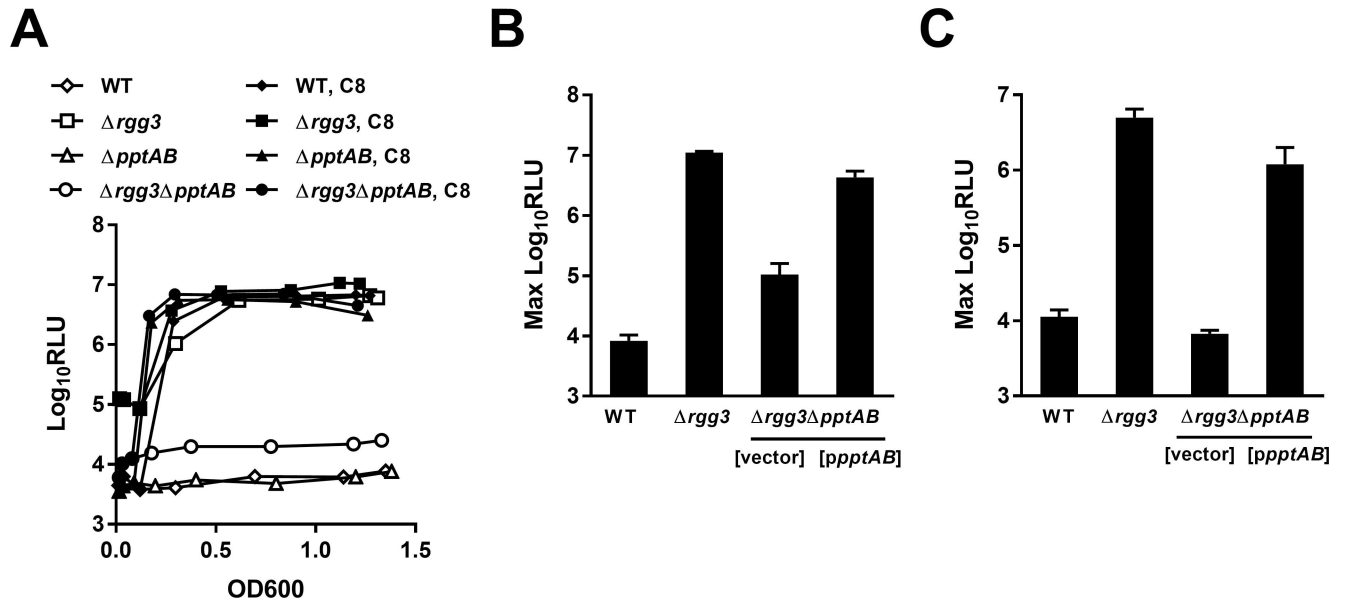 A
B
C
WT
WT, C8
Δrgg3
Δrgg3, C8
ΔpptAB
ΔpptAB, C8
Δrgg3ΔpptAB
Δrgg3ΔpptAB, C8
8
7
6
5
4
3
Log10RLU
0.0 0.5 1.0 1.5
OD600
8
7
6
5
4
3
Max Log10RLU
WT Δrgg3 Δrgg3ΔpptAB
[vector] [ppptAB]
7
6
5
4
3
Max Log10RLU
WT Δrgg3 Δrgg3ΔpptAB
[vector] [ppptAB]